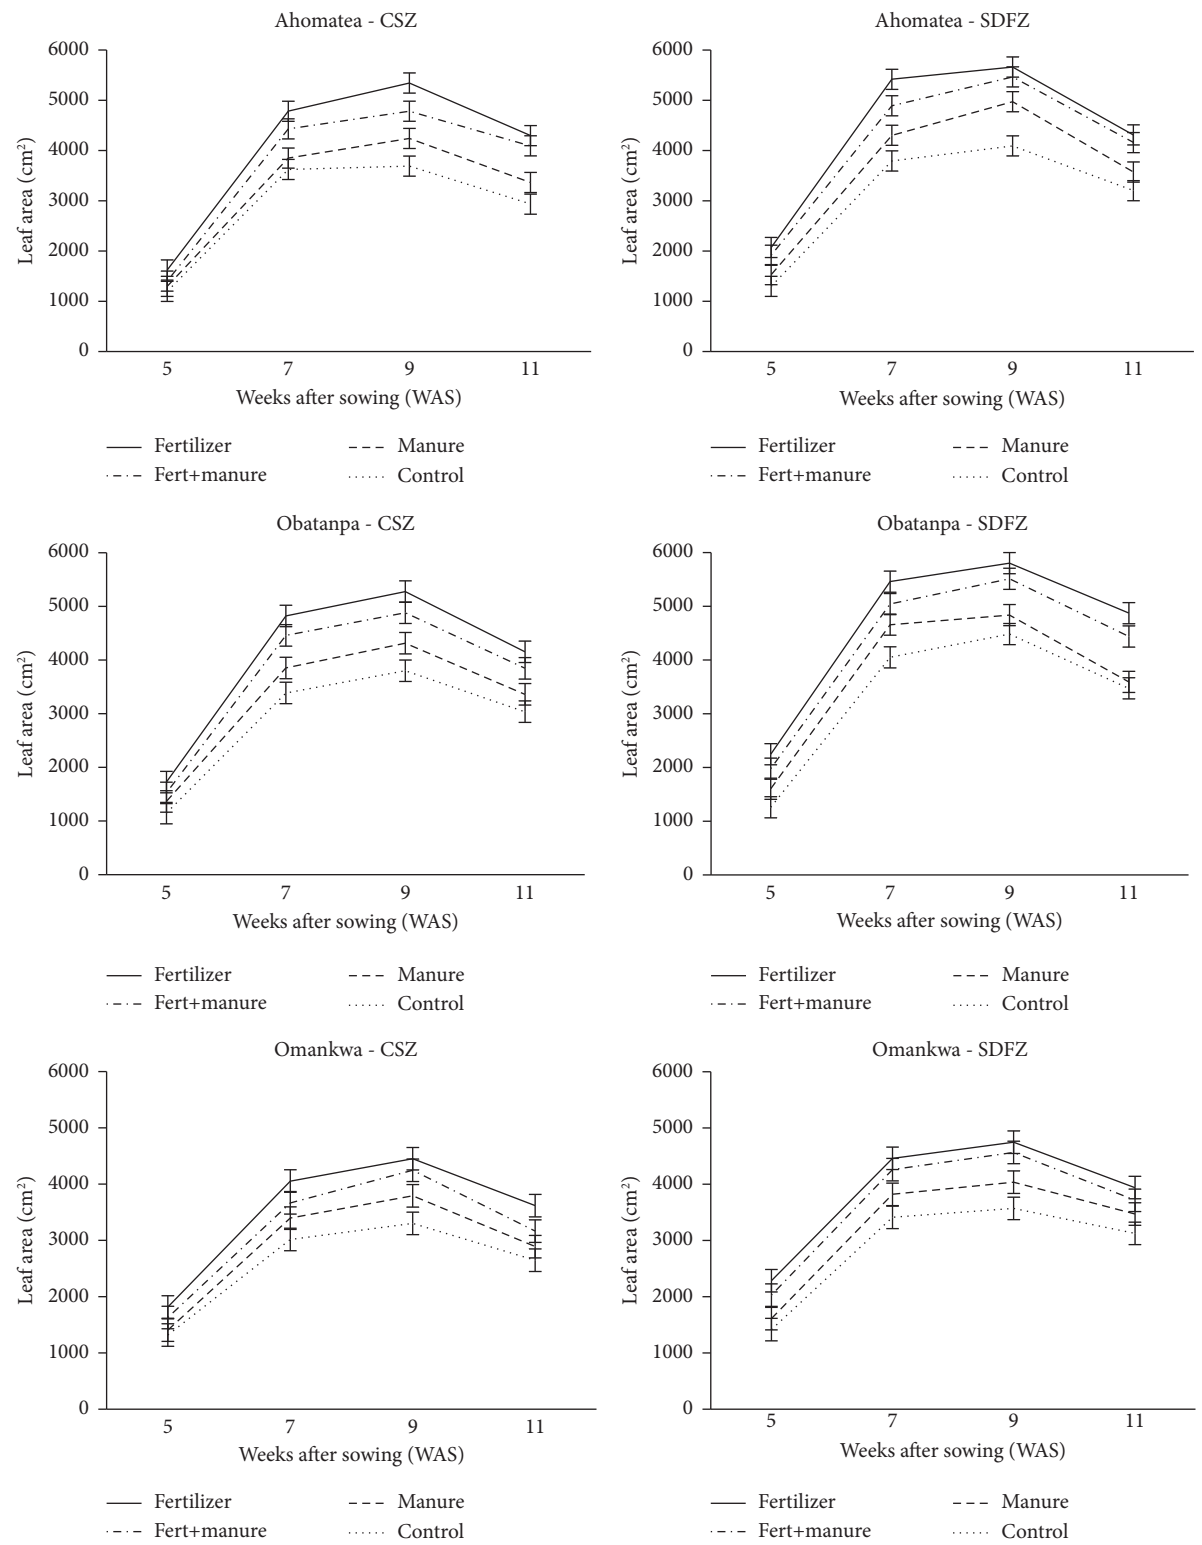 Ahomatea - CSZ
6000
5000
4000
3000
2000
1000
0
Leaf area (cm²)
5 7 9 11
Weeks after sowing (WAS)
Fertilizer Manure
Fert+manure Control
Ahomatea - SDFZ
6000
5000
4000
3000
2000
1000
0
Leaf area (cm²)
5 7 9 11
Weeks after sowing (WAS)
Fertilizer Manure
Fert+manure Control
Obatanpa - CSZ
6000
5000
4000
3000
2000
1000
0
Leaf area (cm²)
5 7 9 11
Weeks after sowing (WAS)
Fertilizer Manure
Fert+manure Control
Obatanpa - SDFZ
6000
5000
4000
3000
2000
1000
0
Leaf area (cm²)
5 7 9 11
Weeks after sowing (WAS)
Fertilizer Manure
Fert+manure Control
Omankwa - CSZ
6000
5000
4000
3000
2000
1000
0
Leaf area (cm²)
5 7 9 11
Weeks after sowing (WAS)
Fertilizer Manure
Fert+manure Control
Omankwa - SDFZ
6000
5000
4000
3000
2000
1000
0
Leaf area (cm²)
5 7 9 11
Weeks after sowing (WAS)
Fertilizer Manure
Fert+manure Control